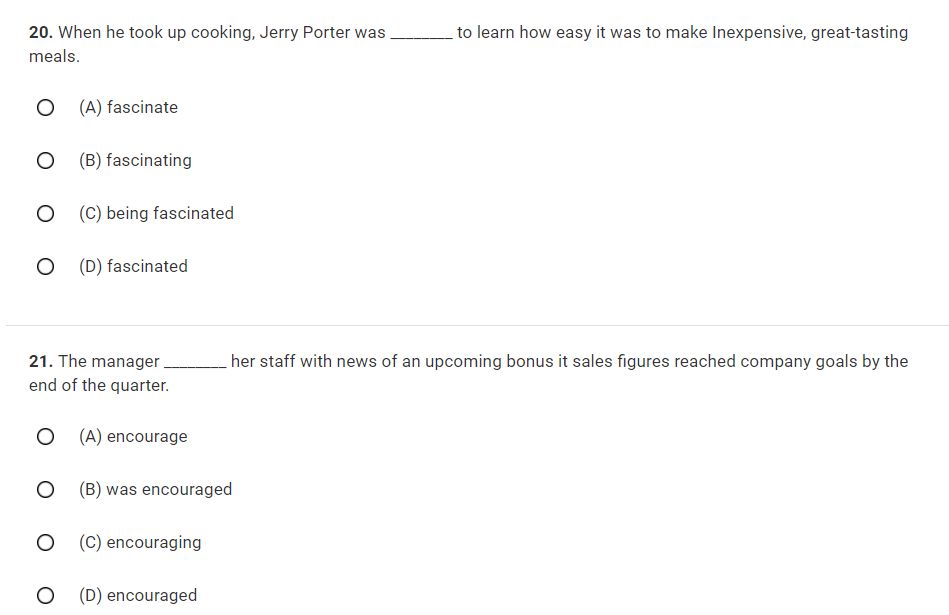 20. When he took up cooking, Jerry Porter was ________ to learn how easy it was to make Inexpensive, great-tasting
meals.
(A) fascinate
(B) fascinating
(C) being fascinated
(D) fascinated
21. The manager ________ her staff with news of an upcoming bonus it sales figures reached company goals by the
end of the quarter.
(A) encourage
(B) was encouraged
(C) encouraging
(D) encouraged